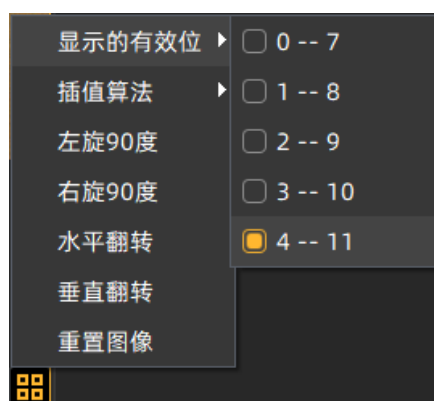 显示的有效位
插值算法
左旋90度
右旋90度
水平翻转
垂直翻转
重置图像
0 -- 7
1 -- 8
2 -- 9
3 -- 10
4 -- 11